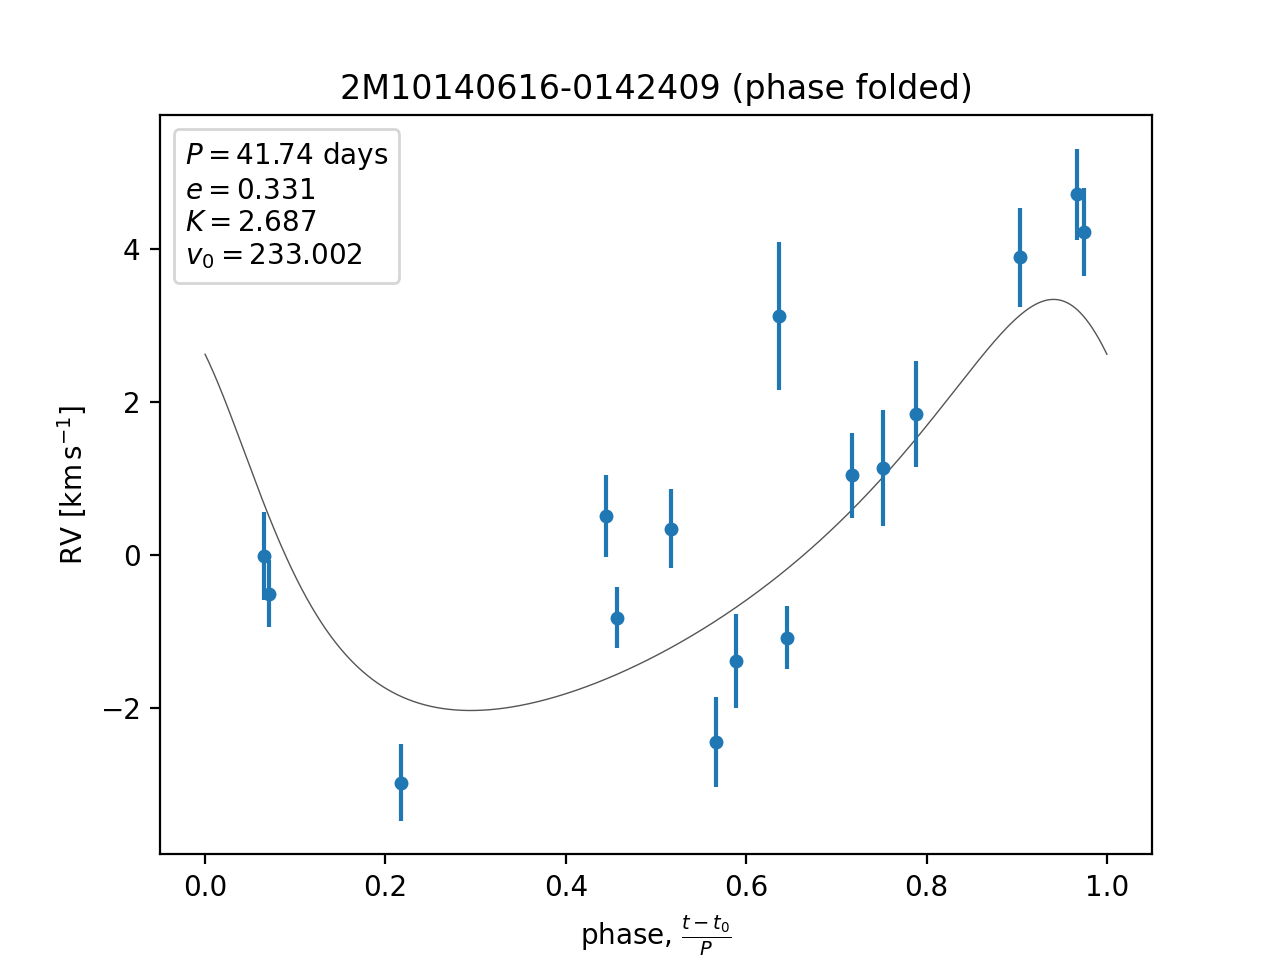 2M10140616-0142409 (phase folded)
P = 41.74 days
e = 0.331
K = 2.687
v₀ = 233.002
4
2
0
−2
RV [km s⁻¹]
0.0 0.2 0.4 0.6 0.8 1.0
phase, (t − t₀)/P